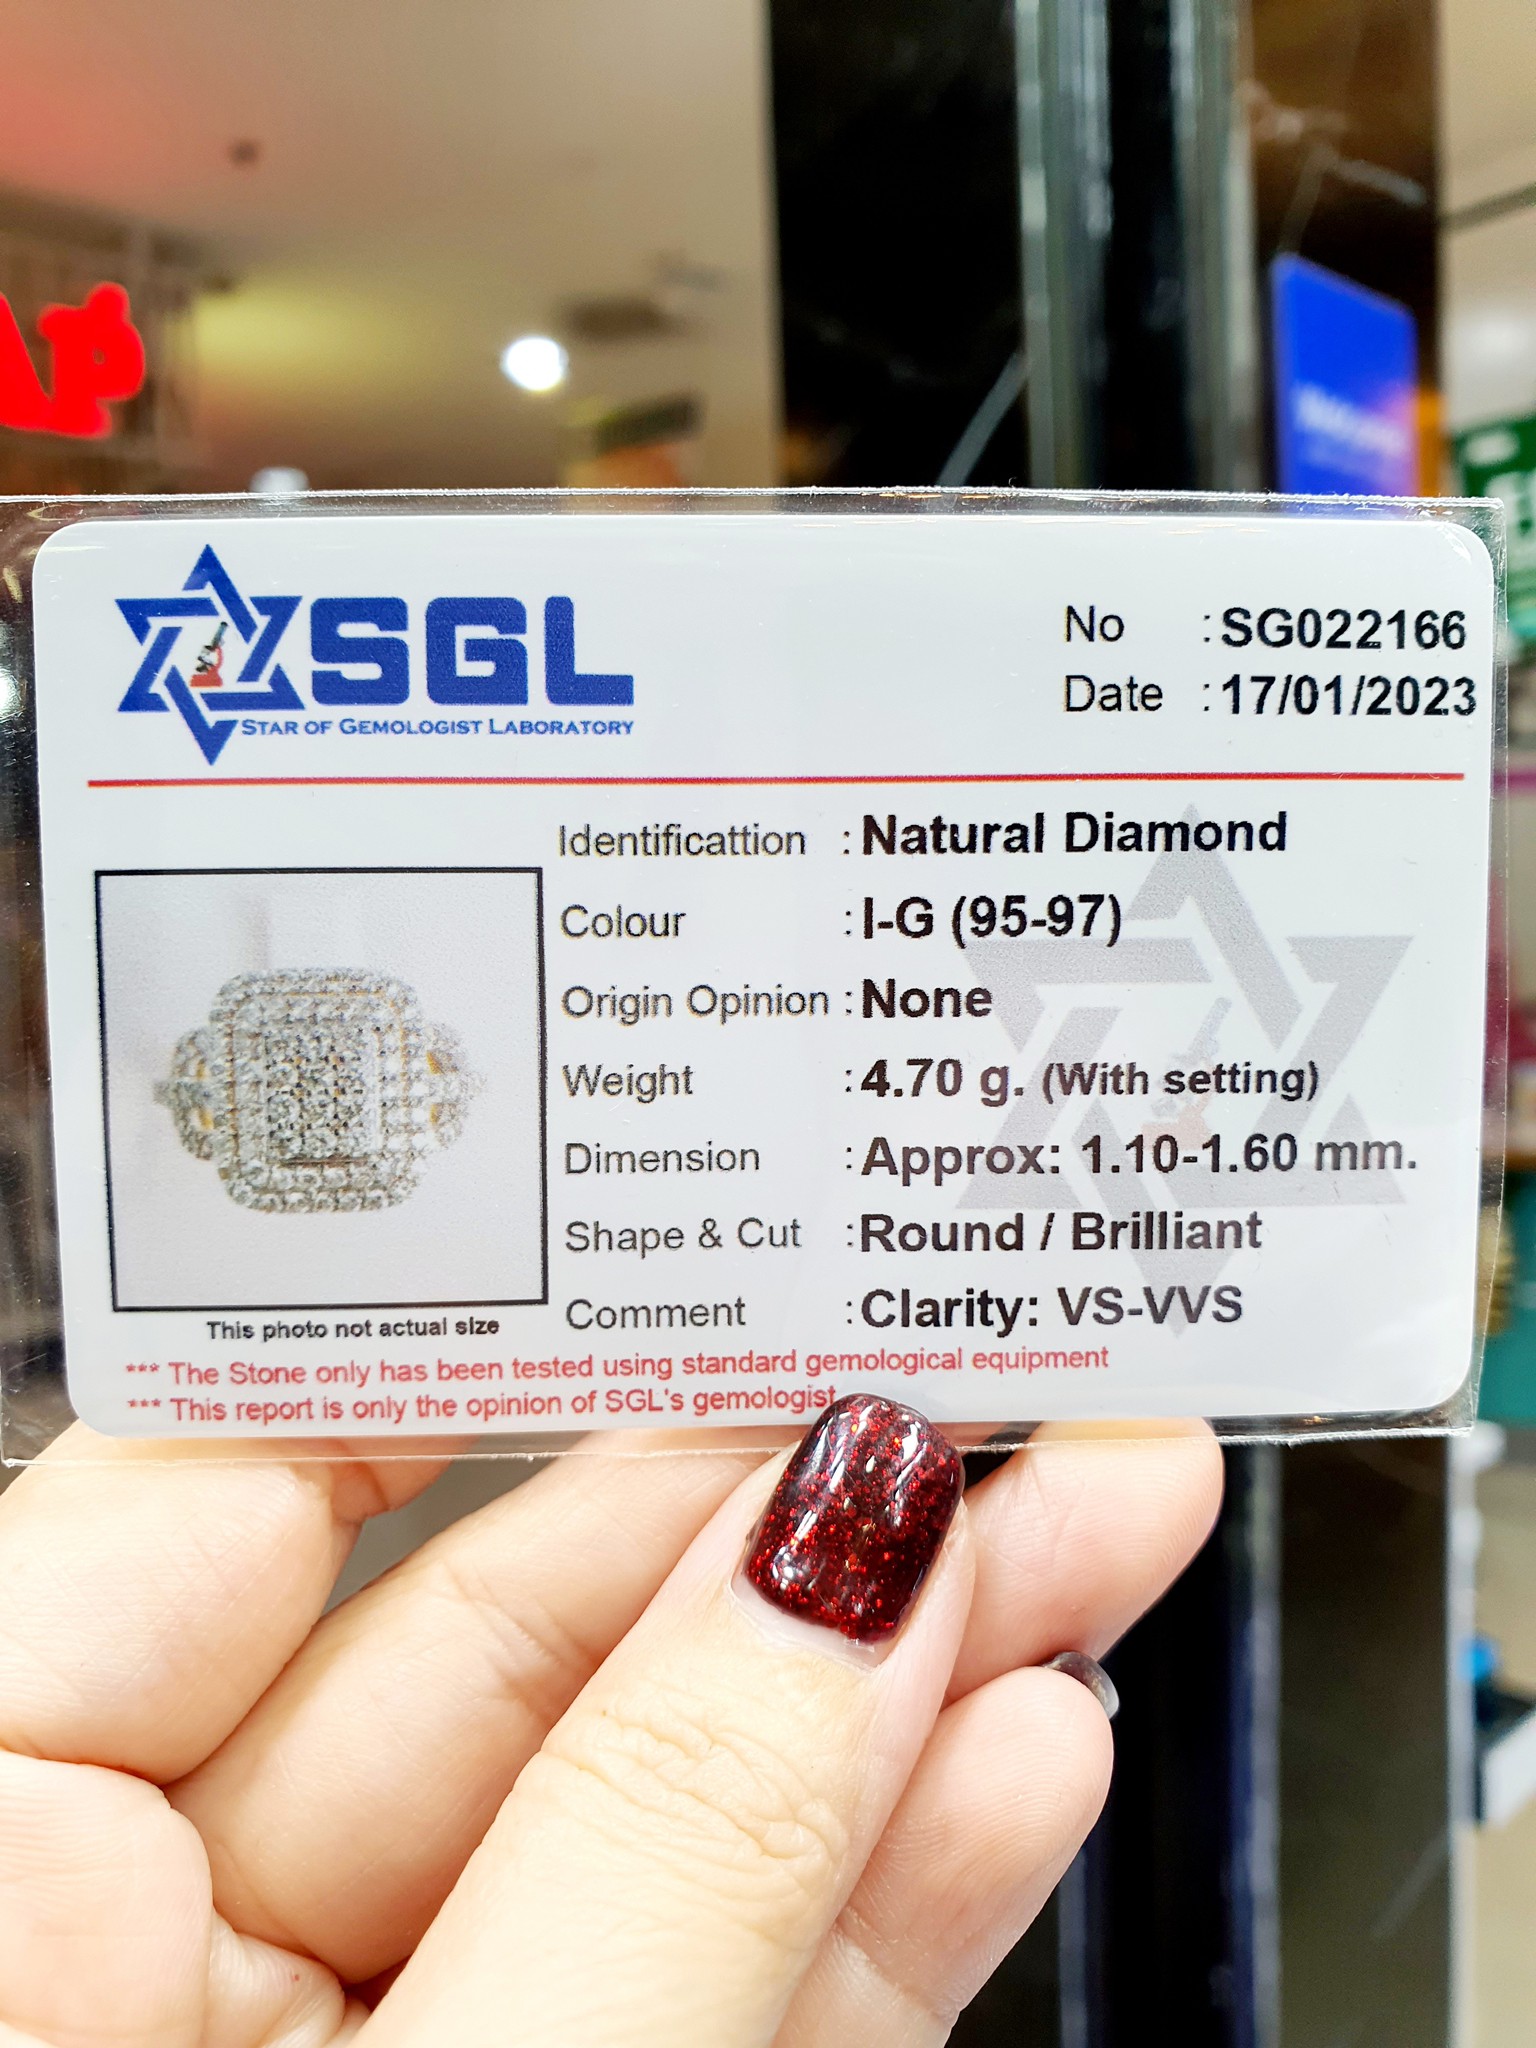 SGL
STAR OF GEMOLOGIST LABORATORY
No : SG022166
Date : 17/01/2023
Identificattion : Natural Diamond
Colour : I-G (95-97)
Origin Opinion : None
Weight : 4.70 g. (With setting)
Dimension : Approx: 1.10-1.60 mm.
Shape & Cut : Round / Brilliant
Comment : Clarity: VS-VVS
This photo not actual size
*** The Stone only has been tested using standard gemological equipment
*** This report is only the opinion of SGL's gemologist